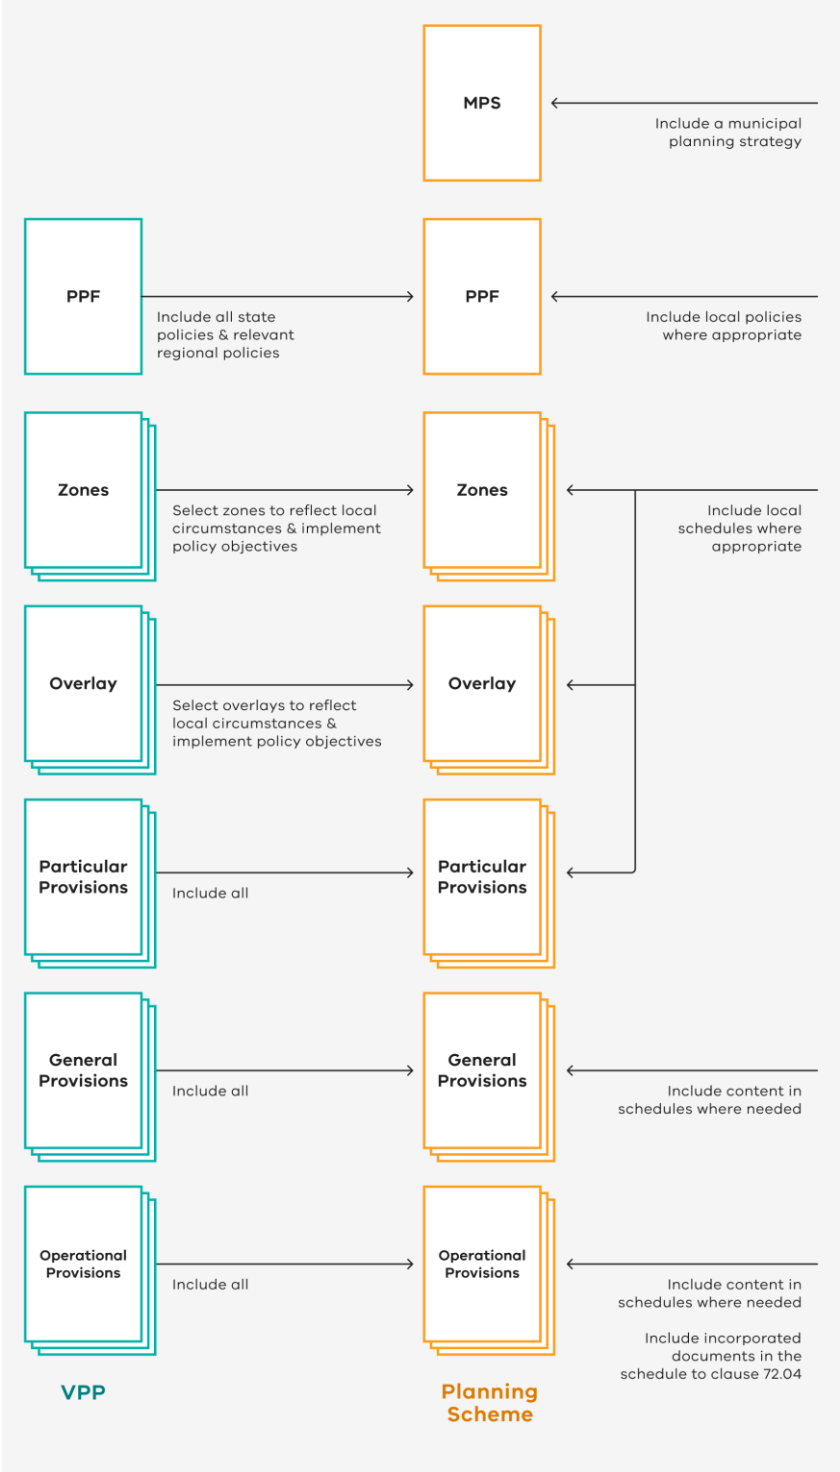 MPS
Include a municipal
planning strategy
PPF
Include all state
policies & relevant
regional policies
PPF
Include local policies
where appropriate
Zones
Select zones to reflect local
circumstances & implement
policy objectives
Zones
Include local
schedules where
appropriate
Overlay
Select overlays to reflect
local circumstances &
implement policy objectives
Overlay
Particular
Provisions
Include all
Particular
Provisions
General
Provisions
Include all
General
Provisions
Include content in
schedules where needed
Operational
Provisions
Include all
Operational
Provisions
Include content in
schedules where needed
Include incorporated
documents in the
schedule to clause 72.04
VPP
Planning
Scheme